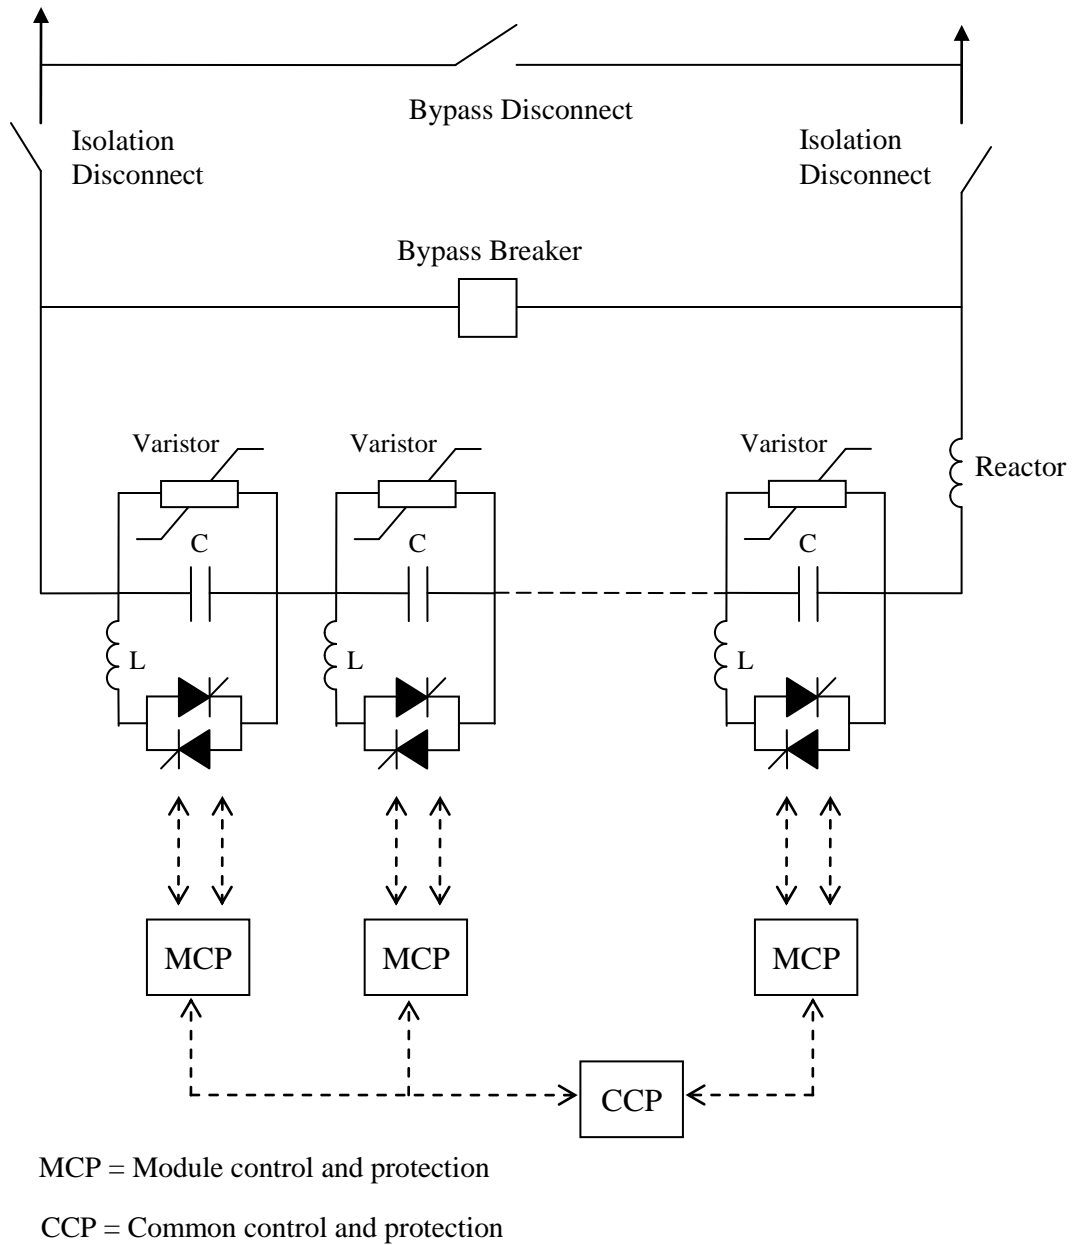 Bypass Disconnect
Isolation
Disconnect
Isolation
Disconnect
Bypass Breaker
Varistor
Varistor
Varistor
Reactor
C
C
C
L
L
L
MCP
MCP
MCP
CCP
MCP = Module control and protection
CCP = Common control and protection